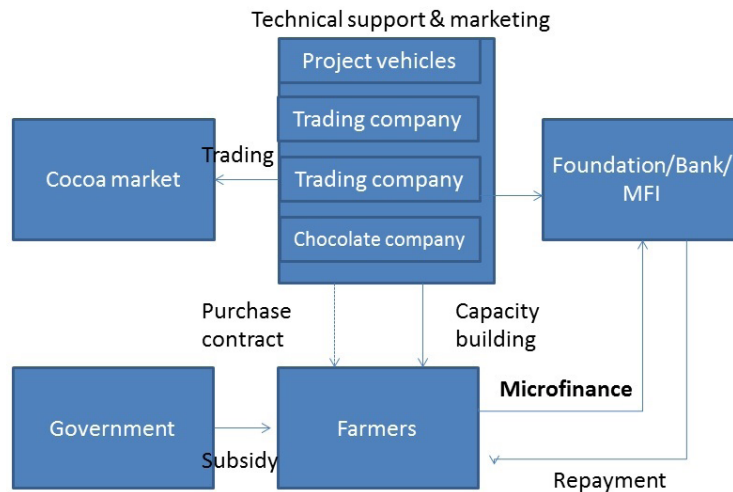 Technical support & marketing
Project vehicles
Trading company
Trading
Cocoa market
Trading company
Foundation/Bank/
MFI
Chocolate company
Purchase
contract
Capacity
building
Microfinance
Government
Farmers
Subsidy
Repayment